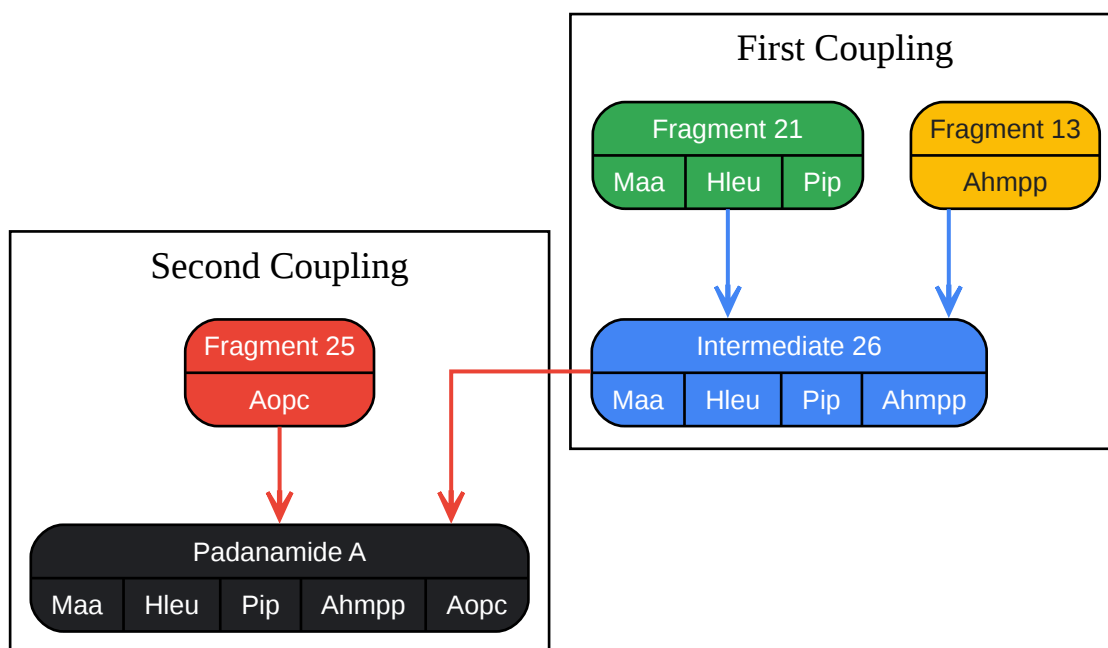 First Coupling
Fragment 21
Maa Hleu Pip
Fragment 13
Ahmpp
Intermediate 26
Maa Hleu Pip Ahmpp
Second Coupling
Fragment 25
Aopc
Padanamide A
Maa Hleu Pip Ahmpp Aopc